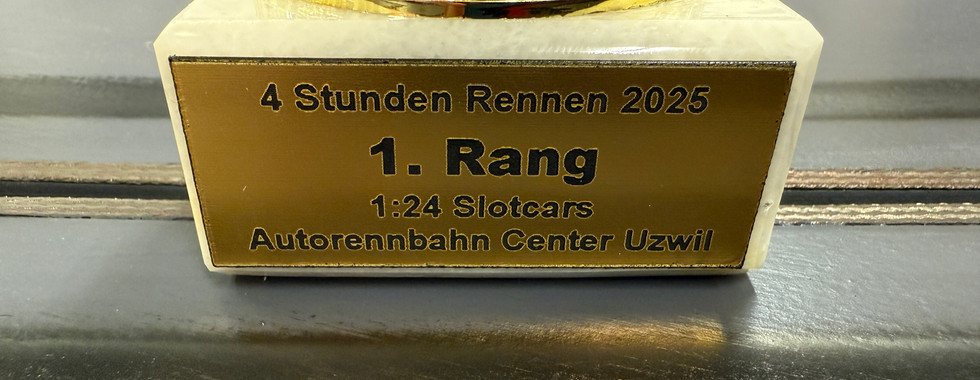 4 Stunden Rennen 2025
1. Rang
1:24 Slotcars
Autorennbahn Center Uzwil